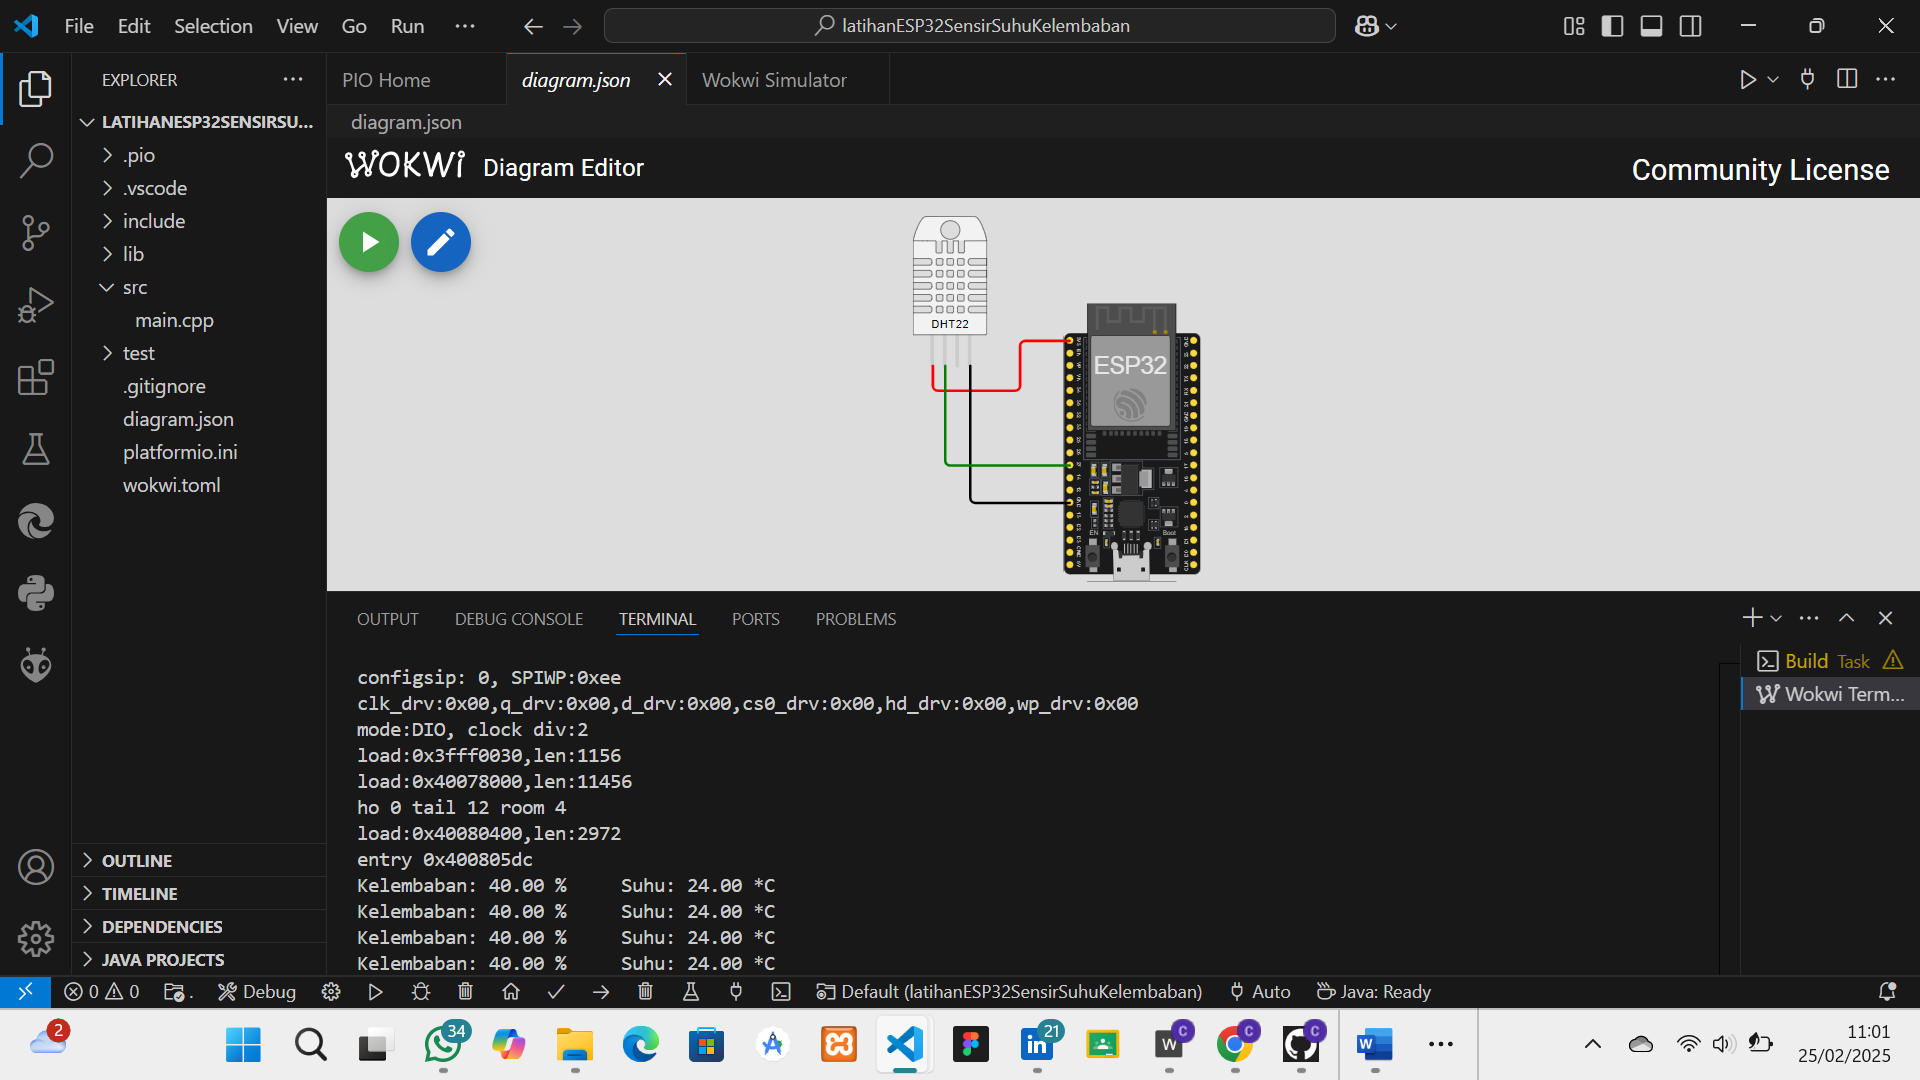 File Edit Selection View Go Run
latihanESP32SensirSuhuKelembaban
EXPLORER
PIO Home
diagram.json
Wokwi Simulator
LATIHANESP32SENSIRSU...
.pio
.vscode
include
lib
src
main.cpp
test
.gitignore
diagram.json
platformio.ini
wokwi.toml
OUTLINE
TIMELINE
DEPENDENCIES
JAVA PROJECTS
diagram.json
WOKWi Diagram Editor
Community License
DHT22
ESP32
EN
Boot
OUTPUT DEBUG CONSOLE TERMINAL PORTS PROBLEMS
configsip: 0, SPIWP:0xee
clk_drv:0x00,q_drv:0x00,d_drv:0x00,cs0_drv:0x00,hd_drv:0x00,wp_drv:0x00
mode:DIO, clock div:2
load:0x3fff0030,len:1156
load:0x40078000,len:11456
ho 0 tail 12 room 4
load:0x40080400,len:2972
entry 0x400805dc
Kelembaban: 40.00 % Suhu: 24.00 *C
Kelembaban: 40.00 % Suhu: 24.00 *C
Kelembaban: 40.00 % Suhu: 24.00 *C
Kelembaban: 40.00 % Suhu: 24.00 *C
Build Task
Wokwi Term...
0 0 . Debug Default (latihanESP32SensirSuhuKelembaban) Auto Java: Ready
2
34
21
C
C
C
W
11:01
25/02/2025